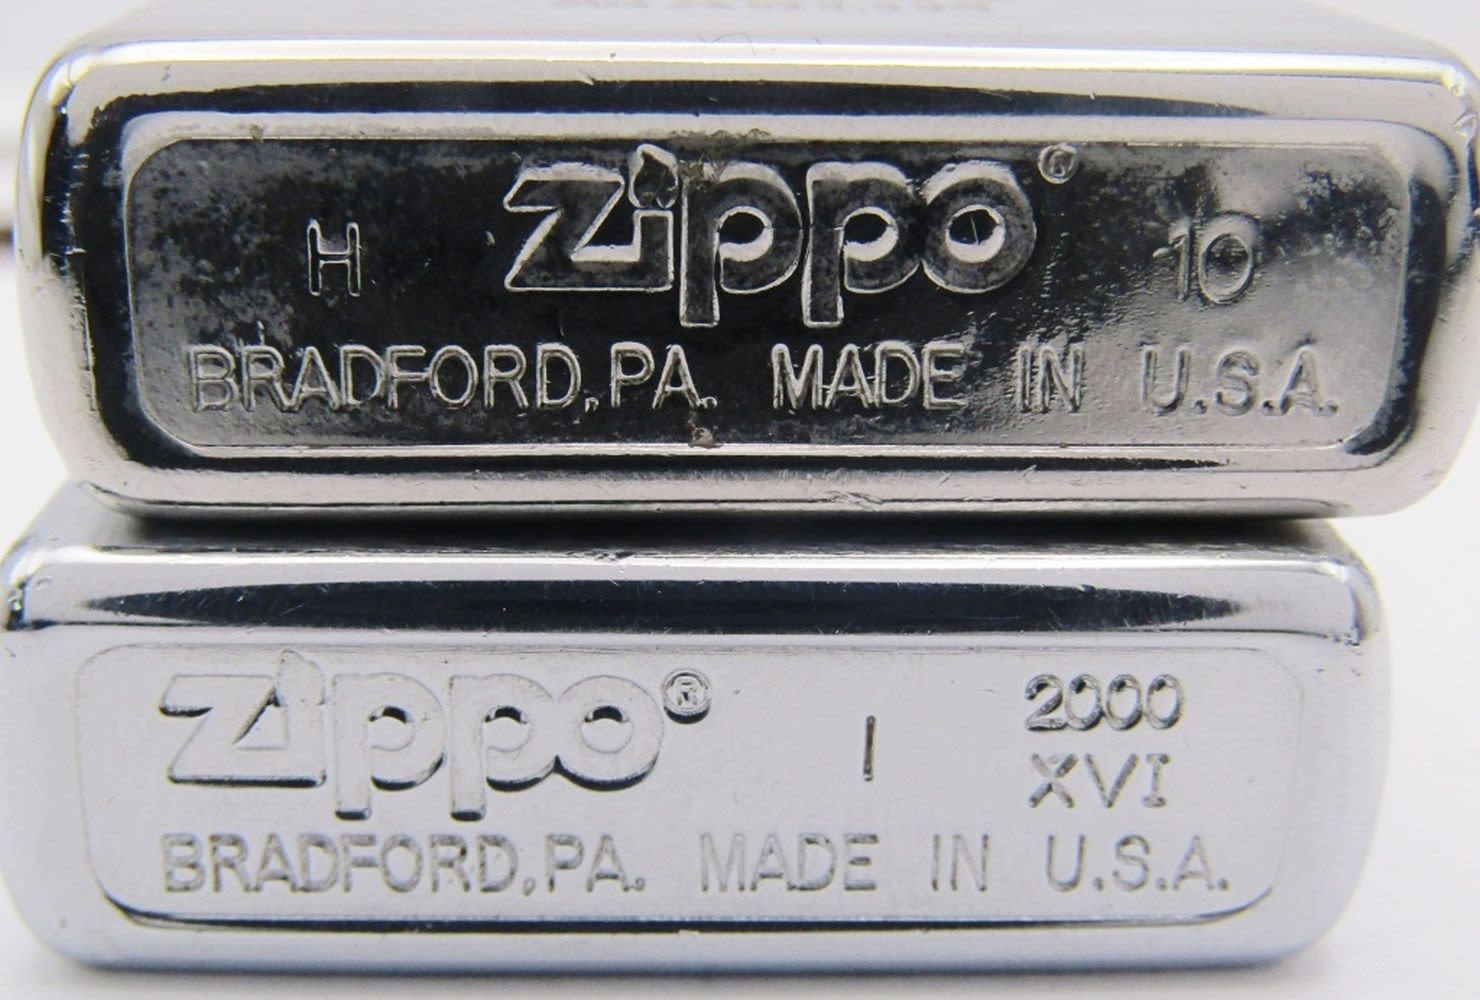 H zippo® 10
BRADFORD, PA. MADE IN U.S.A.
zippo® I 2000
XVI
BRADFORD, PA. MADE IN U.S.A.